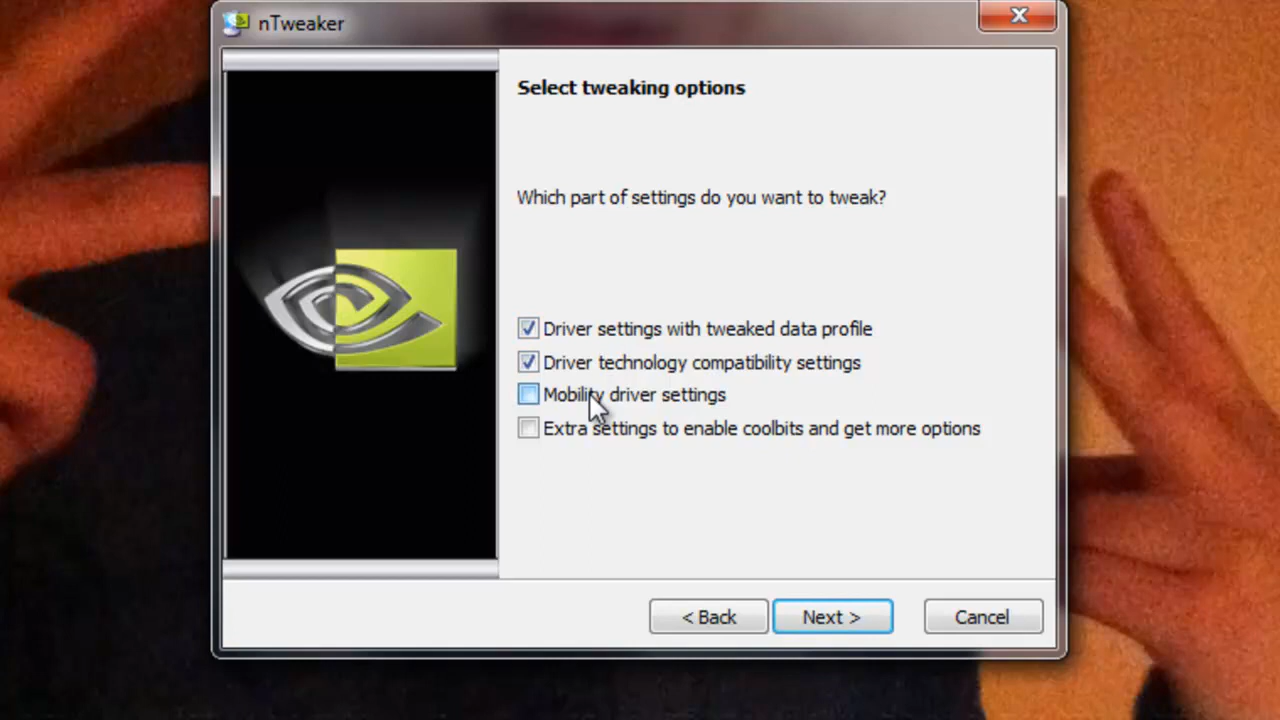 nTweaker
Select tweaking options
Which part of settings do you want to tweak?
Driver settings with tweaked data profile
Driver technology compatibility settings
Mobility driver settings
Extra settings to enable coolbits and get more options
< Back
Next >
Cancel